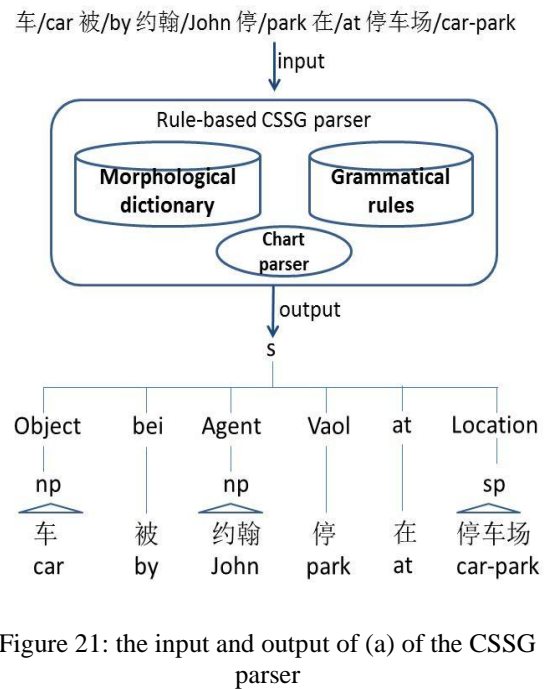 车/car 被/by 约翰/John 停/park 在/at 停车场/car-park
input
Rule-based CSSG parser
Morphological dictionary
Grammatical rules
Chart parser
output
s
Object bei Agent Vaol at Location
np np sp
车 被 约翰 停 在 停车场
car by John park at car-park
Figure 21: the input and output of (a) of the CSSG
parser